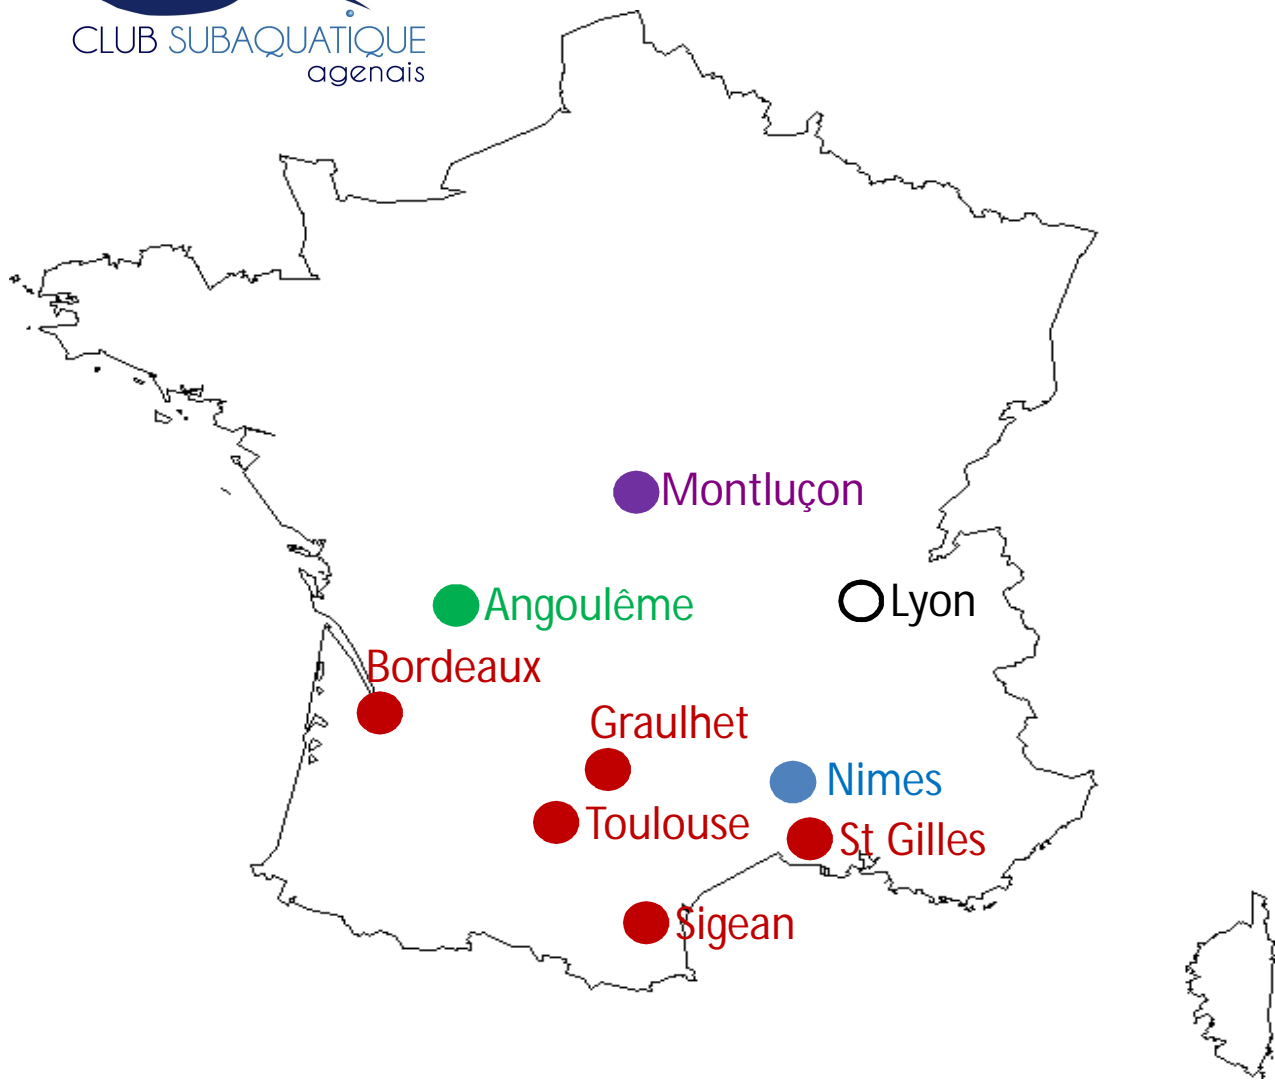 CLUB SUBAQUATIQUE
agenais
Montluçon
Angoulême
Lyon
Bordeaux
Graulhet
Nimes
Toulouse
St Gilles
Sigean